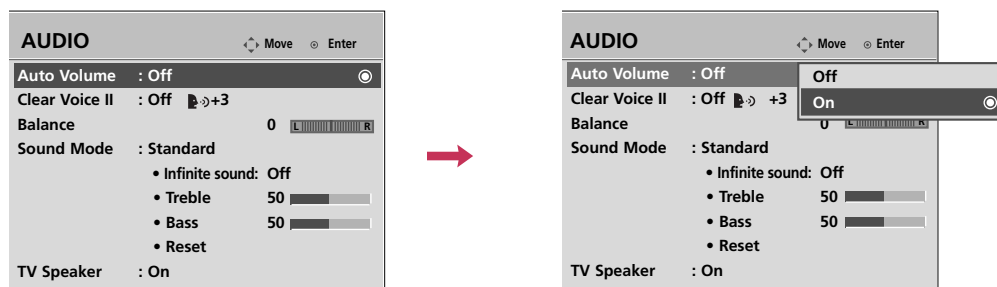 AUDIO
Move Enter
Auto Volume : Off
Clear Voice II : Off +3
Balance 0 L R
Sound Mode : Standard
• Infinite sound: Off
• Treble 50
• Bass 50
• Reset
TV Speaker : On
AUDIO
Move Enter
Auto Volume : Off
Off
On
Clear Voice II : Off +3
Balance 0 L R
Sound Mode : Standard
• Infinite sound: Off
• Treble 50
• Bass 50
• Reset
TV Speaker : On